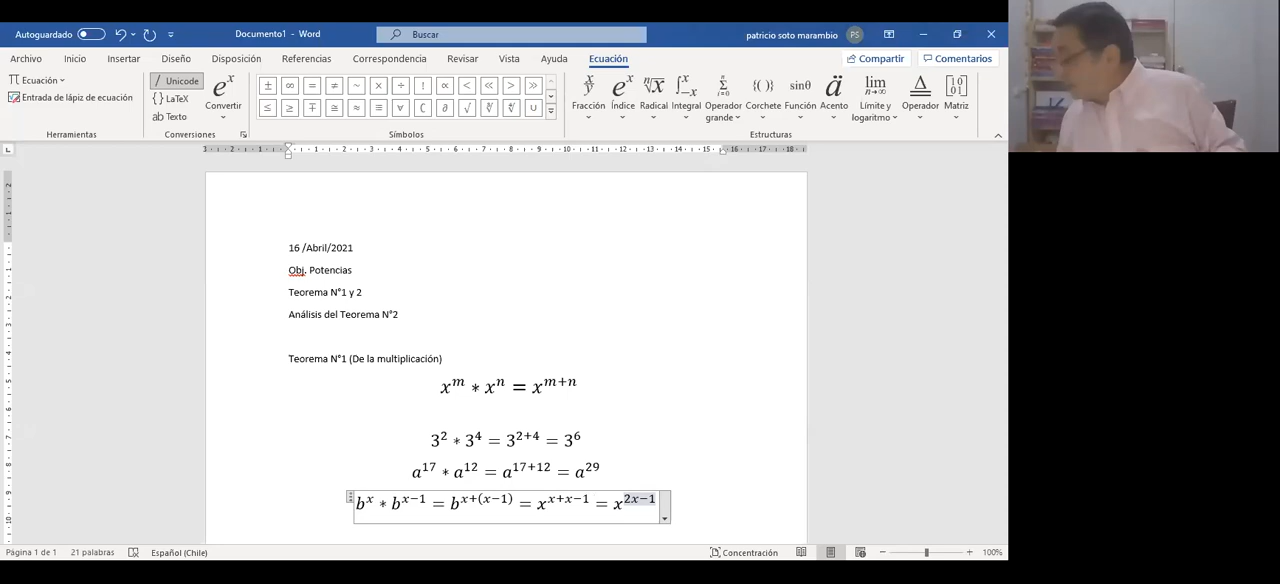 Autoguardado
Documento1 - Word
Buscar
patricio soto marambio PS
Archivo Inicio Insertar Diseño Disposición Referencias Correspondencia Revisar Vista Ayuda Ecuación Compartir Comentarios
Ecuación
Entrada de lápiz de ecuación
Herramientas
Unicode
LaTeX
Texto
Convertir
Conversiones
± ∞ = ≠ ~ × ÷ ! ∝ < ≪ > ≫
≤ ≥ ∓ ≅ ≈ ≡ ∀ ∁ ∂ √ ∛ ∜ ∪
Símbolos
Fracción Índice Radical Integral Operador grande Corchete Función Acento Límite y logaritmo Operador Matriz
Estructuras
16 /Abril/2021
Obj. Potencias
Teorema N°1 y 2
Análisis del Teorema N°2
Teorema N°1 (De la multiplicación)
x^m * x^n = x^{m+n}
3^2 * 3^4 = 3^{2+4} = 3^6
a^{17} * a^{12} = a^{17+12} = a^{29}
b^x * b^{x−1} = b^{x+(x−1)} = x^{x+x−1} = x^{2x−1}
Página 1 de 1 21 palabras Español (Chile) Concentración 100%